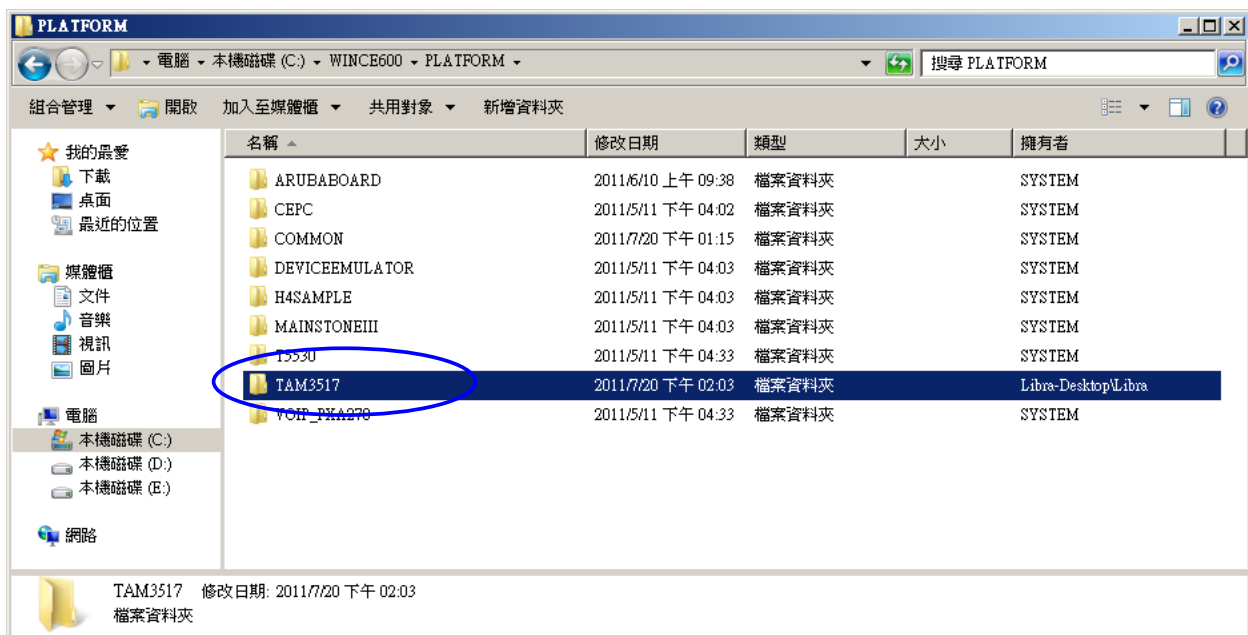 PLATFORM
電腦 本機磁碟 (C:) WINCE600 PLATFORM 搜尋 PLATFORM
組合管理 開啟 加入至媒體櫃 共用對象 新增資料夾
我的最愛
下載
桌面
最近的位置
媒體櫃
文件
音樂
視訊
圖片
電腦
本機磁碟 (C:)
本機磁碟 (D:)
本機磁碟 (E:)
網路
名稱 修改日期 類型 大小 擁有者
ARUBABOARD 2011/6/10 上午 09:38 檔案資料夾 SYSTEM
CEPC 2011/5/11 下午 04:02 檔案資料夾 SYSTEM
COMMON 2011/7/20 下午 01:15 檔案資料夾 SYSTEM
DEVICEEMULATOR 2011/5/11 下午 04:03 檔案資料夾 SYSTEM
H4SAMPLE 2011/5/11 下午 04:03 檔案資料夾 SYSTEM
MAINSTONEIII 2011/5/11 下午 04:03 檔案資料夾 SYSTEM
T5530 2011/5/11 下午 04:33 檔案資料夾 SYSTEM
TAM3517 2011/7/20 下午 02:03 檔案資料夾 Libra-Desktop\Libra
VOIP_PXA270 2011/5/11 下午 04:33 檔案資料夾 SYSTEM
TAM3517 修改日期: 2011/7/20 下午 02:03
檔案資料夾